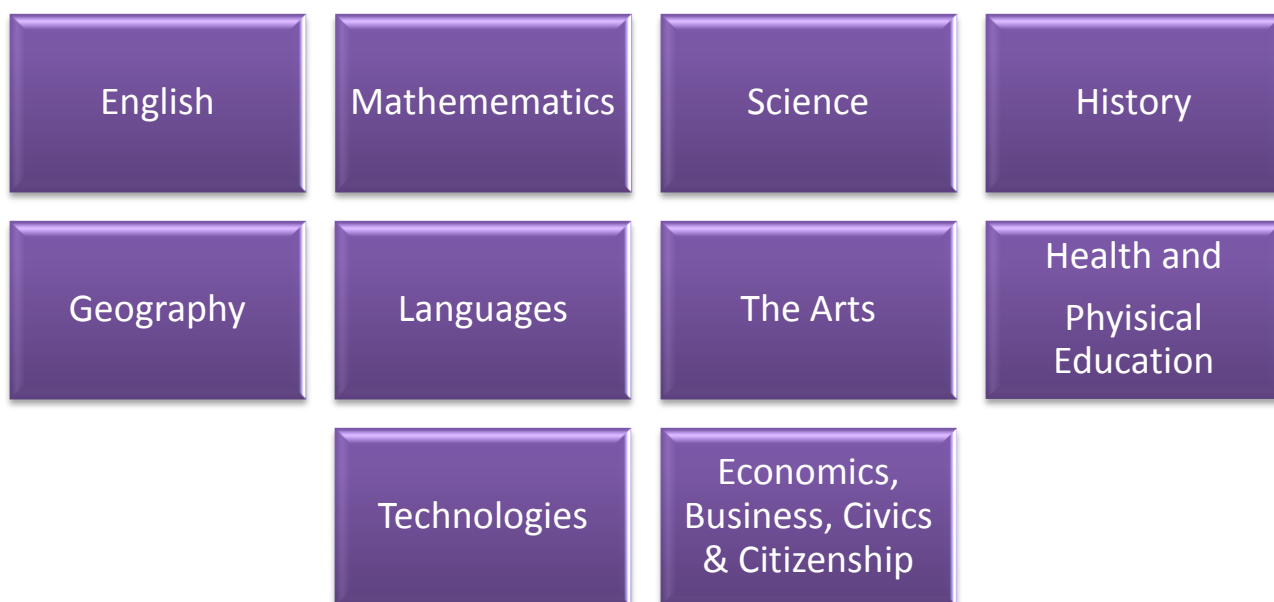 English
Mathemematics
Science
History
Geography
Languages
The Arts
Health and
Phyisical
Education
Technologies
Economics,
Business, Civics
& Citizenship